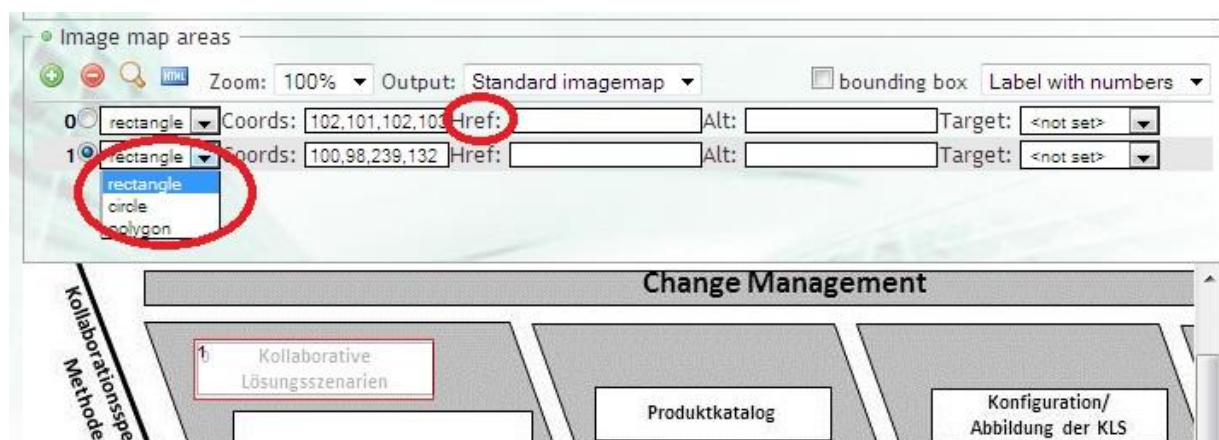 Image map areas
HTML Zoom: 100% Output: Standard imagemap bounding box Label with numbers
0 rectangle Coords: 102,101,102,103 Href: Alt: Target: <not set>
1 rectangle Coords: 100,98,239,132 Href: Alt: Target: <not set>
rectangle
circle
polygon
Change Management
Kollaborationsspe
Methode
1
Kollaborative
Lösungsszenarien
Produktkatalog
Konfiguration/
Abbildung der KLS